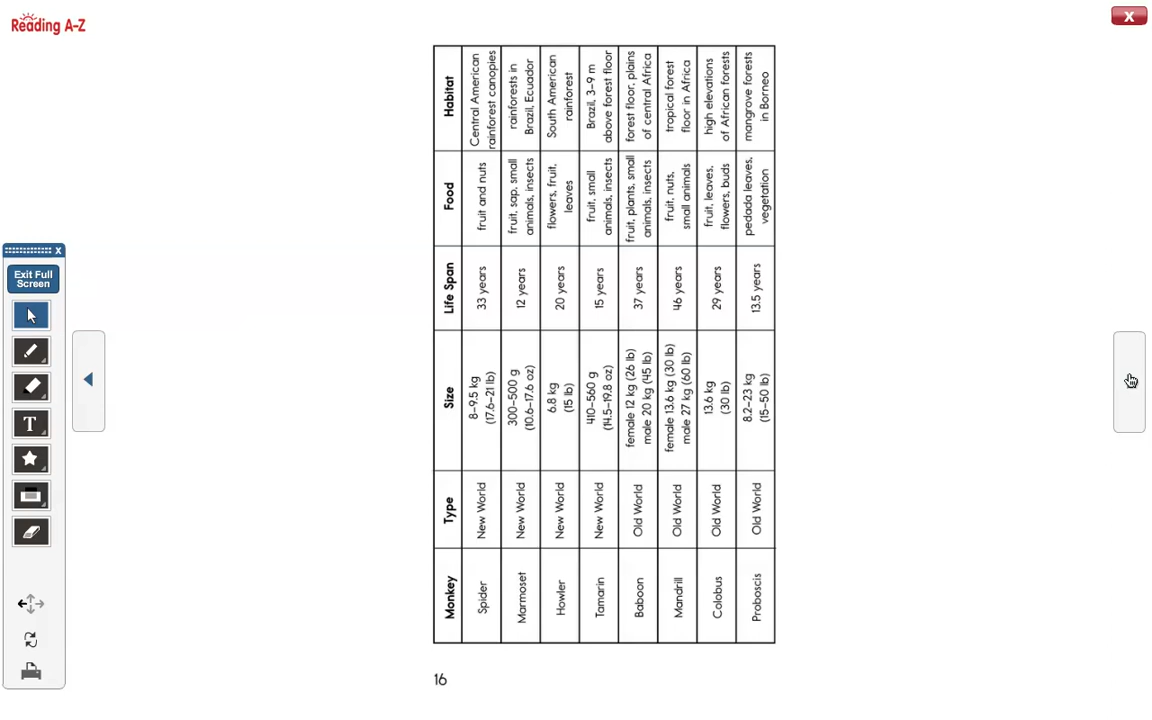 Reading A-Z
X
x
Exit Full
Screen
T
Monkey Type Size Life Span Food Habitat
Spider New World 8–9.5 kg (17.6–21 lb) 33 years fruit and nuts Central American rainforest canopies
Marmoset New World 300–500 g (10.6–17.6 oz) 12 years fruit, sap, small animals, insects rainforests in Brazil, Ecuador
Howler New World 6.8 kg (15 lb) 20 years flowers, fruit, leaves South American rainforest
Tamarin New World 410–560 g (14.5–19.8 oz) 15 years fruit, small animals, insects Brazil, 3–9 m above forest floor
Baboon Old World female 12 kg (26 lb) male 20 kg (45 lb) 37 years fruit, plants, small animals, insects forest floor, plains of central Africa
Mandrill Old World female 13.6 kg (30 lb) male 27 kg (60 lb) 46 years fruit, nuts, small animals tropical forest floor in Africa
Colobus Old World 13.6 kg (30 lb) 29 years fruit, leaves, flowers, buds high elevations of African forests
Proboscis Old World 8.2–23 kg (15–50 lb) 13.5 years pedada leaves, vegetation mangrove forests in Borneo
16